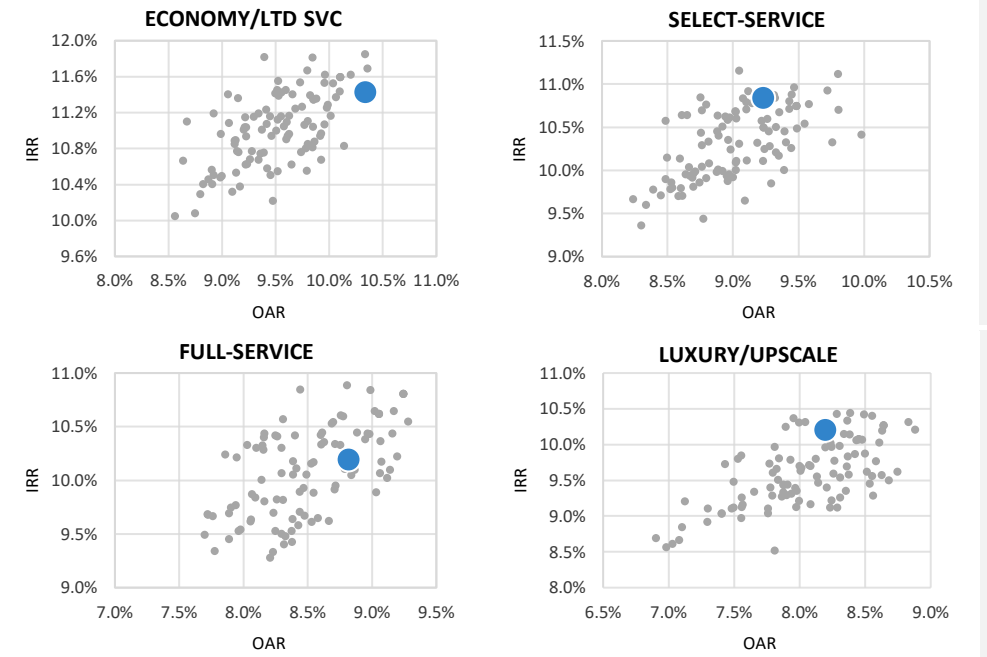 ECONOMY/LTD SVC
12.0%
11.6%
11.2%
10.8%
10.4%
10.0%
9.6%
IRR
8.0% 8.5% 9.0% 9.5% 10.0% 10.5% 11.0%
OAR
SELECT-SERVICE
11.5%
11.0%
10.5%
10.0%
9.5%
9.0%
IRR
8.0% 8.5% 9.0% 9.5% 10.0% 10.5%
OAR
FULL-SERVICE
11.0%
10.5%
10.0%
9.5%
9.0%
IRR
7.0% 7.5% 8.0% 8.5% 9.0% 9.5%
OAR
LUXURY/UPSCALE
11.0%
10.5%
10.0%
9.5%
9.0%
8.5%
8.0%
IRR
6.5% 7.0% 7.5% 8.0% 8.5% 9.0%
OAR